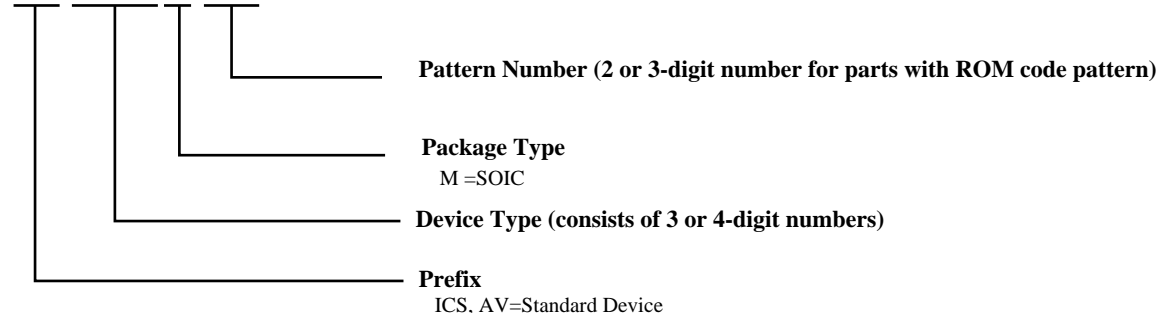 Pattern Number (2 or 3-digit number for parts with ROM code pattern)
Package Type
M =SOIC
Device Type (consists of 3 or 4-digit numbers)
Prefix
ICS, AV=Standard Device